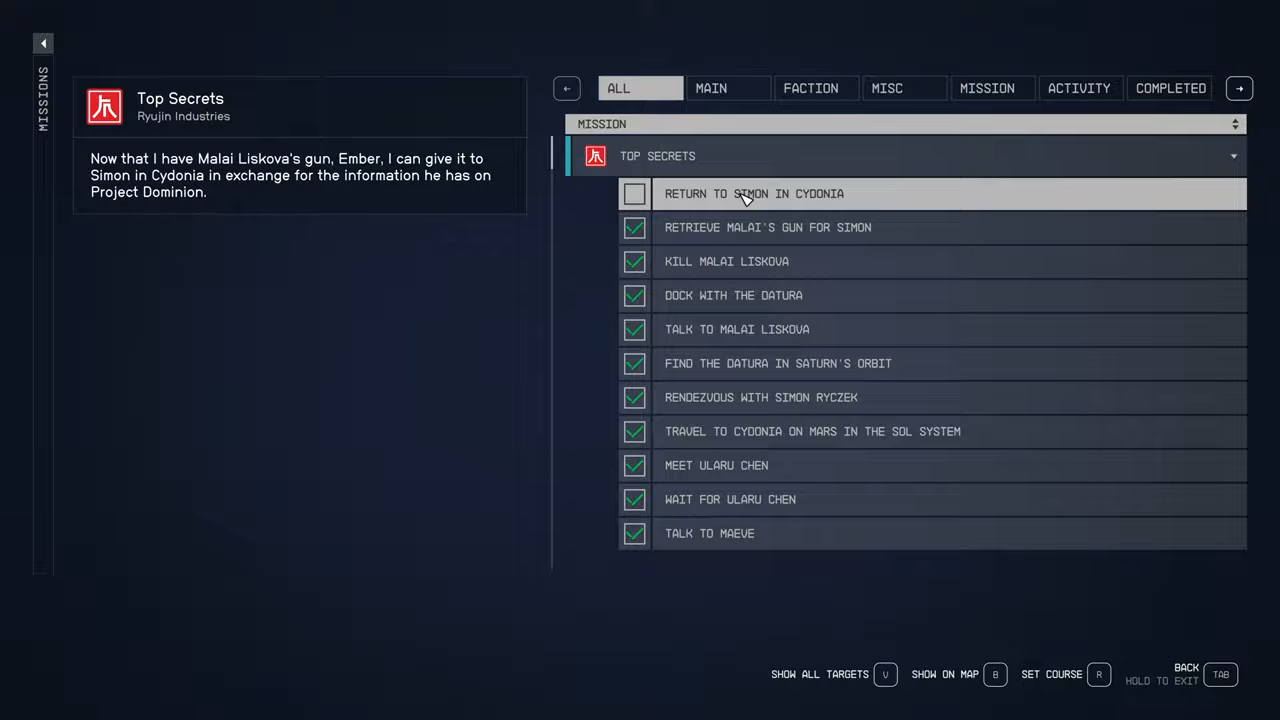 MISSIONS
Top Secrets
Ryujin Industries
Now that I have Malai Liskova's gun, Ember, I can give it to
Simon in Cydonia in exchange for the information he has on
Project Dominion.
ALL MAIN FACTION MISC MISSION ACTIVITY COMPLETED
MISSION
TOP SECRETS
RETURN TO SIMON IN CYDONIA
RETRIEVE MALAI'S GUN FOR SIMON
KILL MALAI LISKOVA
DOCK WITH THE DATURA
TALK TO MALAI LISKOVA
FIND THE DATURA IN SATURN'S ORBIT
RENDEZVOUS WITH SIMON RYCZEK
TRAVEL TO CYDONIA ON MARS IN THE SOL SYSTEM
MEET ULARU CHEN
WAIT FOR ULARU CHEN
TALK TO MAEVE
SHOW ALL TARGETS V SHOW ON MAP B SET COURSE R BACK TAB
HOLD TO EXIT